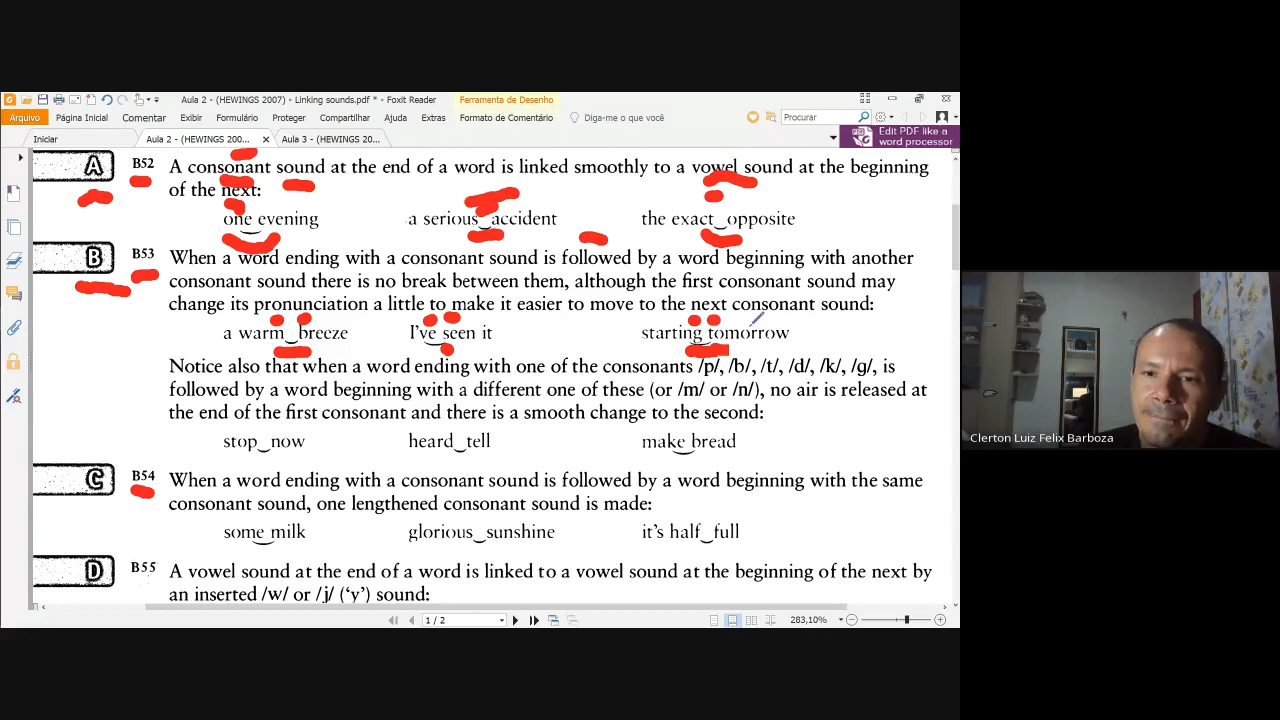 Aula 2 - (HEWINGS 2007) - Linking sounds.pdf * - Foxit Reader
Ferramenta de Desenho
Arquivo Página Inicial Comentar Exibir Formulário Proteger Compartilhar Ajuda Extras Formato de Comentário Diga-me o que você Procurar
Iniciar Aula 2 - (HEWINGS 200... Aula 3 - (HEWINGS 20... Edit PDF like a
word processor
A B52 A consonant sound at the end of a word is linked smoothly to a vowel sound at the beginning
of the next:
one evening a serious accident the exact opposite
B B53 When a word ending with a consonant sound is followed by a word beginning with another
consonant sound there is no break between them, although the first consonant sound may
change its pronunciation a little to make it easier to move to the next consonant sound:
a warm breeze I've seen it starting tomorrow
Notice also that when a word ending with one of the consonants /p/, /b/, /t/, /d/, /k/, /g/, is
followed by a word beginning with a different one of these (or /m/ or /n/), no air is released at
the end of the first consonant and there is a smooth change to the second:
stop now heard tell make bread
C B54 When a word ending with a consonant sound is followed by a word beginning with the same
consonant sound, one lengthened consonant sound is made:
some milk glorious sunshine it's half full
D B55 A vowel sound at the end of a word is linked to a vowel sound at the beginning of the next by
an inserted /w/ or /j/ ('y') sound:
1 / 2 283,10%
Clerton Luiz Felix Barboza